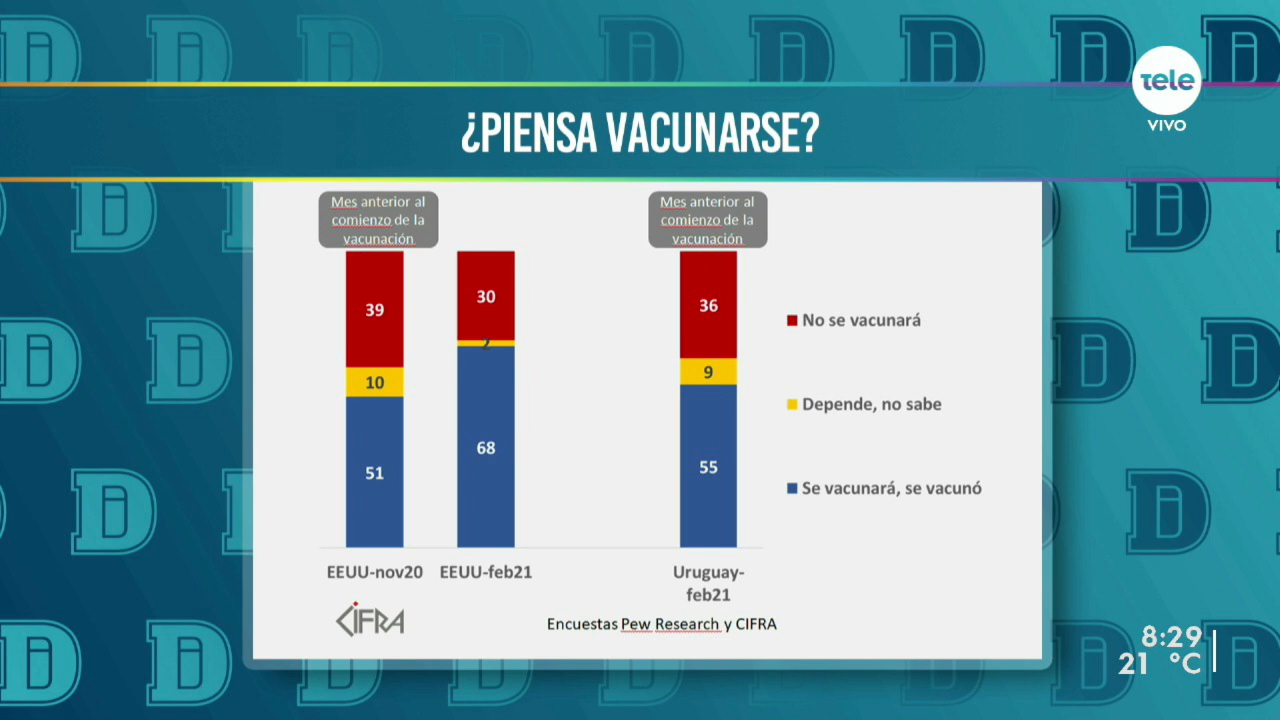 tele
VIVO
¿PIENSA VACUNARSE?
Mes anterior al
comienzo de la
vacunación
Mes anterior al
comienzo de la
vacunación
39
10
51
30
2
68
36
9
55
No se vacunará
Depende, no sabe
Se vacunará, se vacunó
EEUU-nov20
EEUU-feb21
Uruguay-
feb21
CIFRA
Encuestas Pew Research y CIFRA
8:29
21 °C